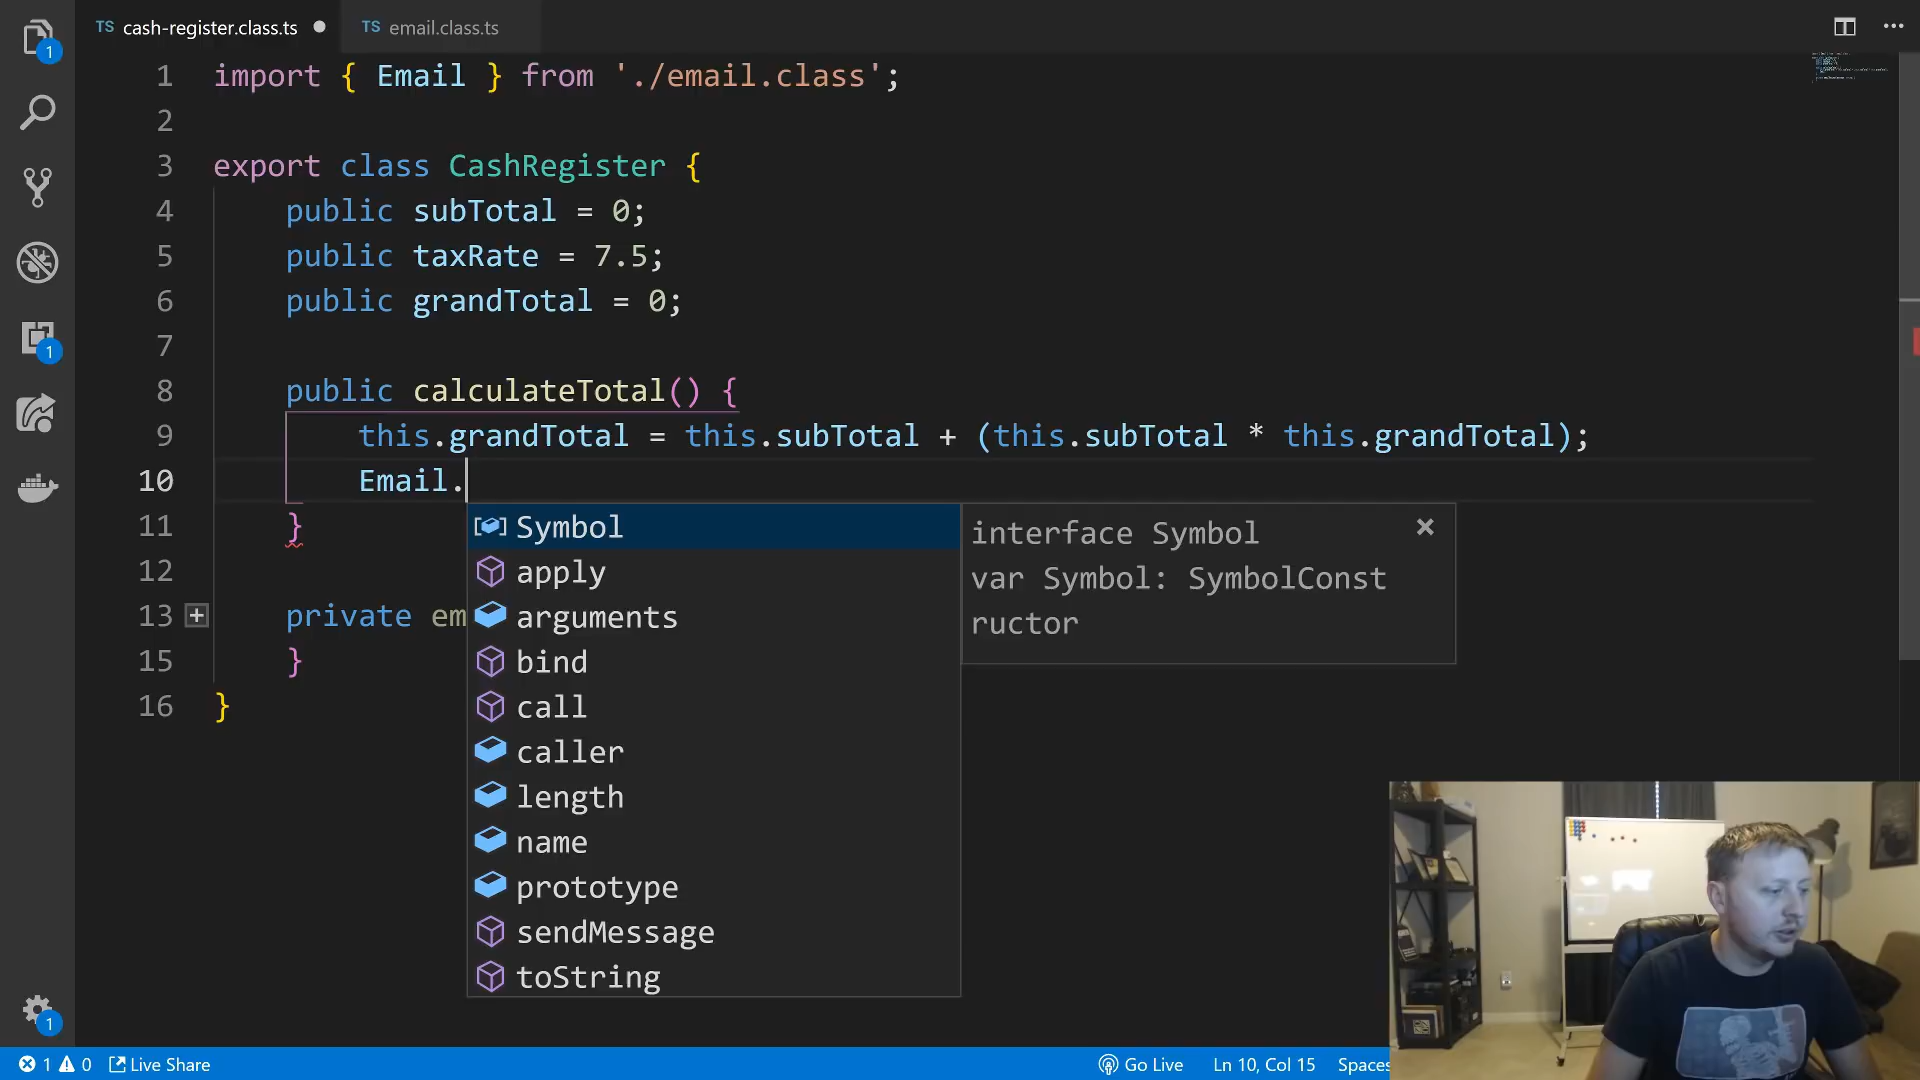 TS cash-register.class.ts
TS email.class.ts
1 import { Email } from './email.class';
2
3 export class CashRegister {
4 public subTotal = 0;
5 public taxRate = 7.5;
6 public grandTotal = 0;
7
8 public calculateTotal() {
9 this.grandTotal = this.subTotal + (this.subTotal * this.grandTotal);
10 Email.
11 }
12
13 private em
15 }
16 }
Symbol
apply
arguments
bind
call
caller
length
name
prototype
sendMessage
toString
interface Symbol
var Symbol: SymbolConst
ructor
1
1
1
1 0 Live Share
Go Live
Ln 10, Col 15
Spaces